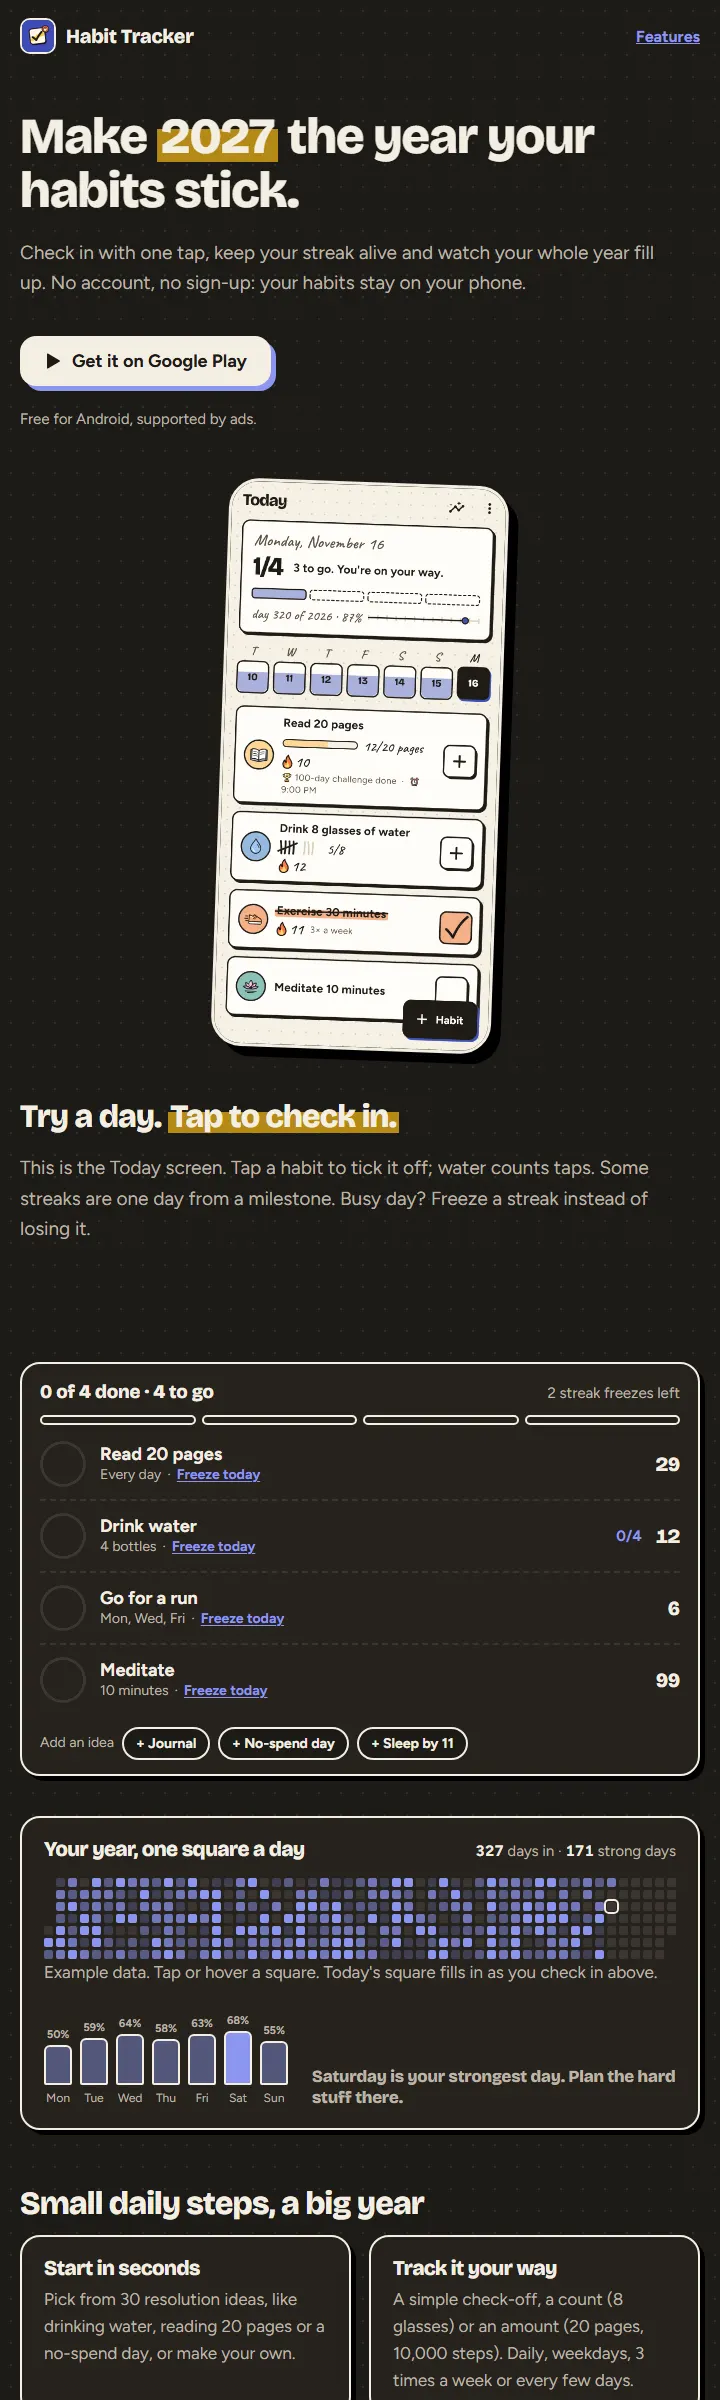 Habit Tracker
Features
Make 2027 the year your
habits stick.
Check in with one tap, keep your streak alive and watch your whole year fill
up. No account, no sign-up: your habits stay on your phone.
Get it on Google Play
Free for Android, supported by ads.
Today
Monday, November 16
1/4 3 to go. You're on your way.
day 320 of 2026 · 87%
T W T F S S M
10 11 12 13 14 15 16
Read 20 pages
12/20 pages
10
100-day challenge done ·
9:00 PM
Drink 8 glasses of water
5/8
12
Exercise 30 minutes
11 3× a week
Meditate 10 minutes
+ Habit
Try a day. Tap to check in.
This is the Today screen. Tap a habit to tick it off; water counts taps. Some
streaks are one day from a milestone. Busy day? Freeze a streak instead of
losing it.
0 of 4 done · 4 to go
2 streak freezes left
Read 20 pages
Every day · Freeze today
29
Drink water
4 bottles · Freeze today
0/4 12
Go for a run
Mon, Wed, Fri · Freeze today
6
Meditate
10 minutes · Freeze today
99
Add an idea + Journal + No-spend day + Sleep by 11
Your year, one square a day
327 days in · 171 strong days
Example data. Tap or hover a square. Today's square fills in as you check in above.
50% 59% 64% 58% 63% 68% 55%
Mon Tue Wed Thu Fri Sat Sun
Saturday is your strongest day. Plan the hard
stuff there.
Small daily steps, a big year
Start in seconds
Pick from 30 resolution ideas, like
drinking water, reading 20 pages or a
no-spend day, or make your own.
Track it your way
A simple check-off, a count (8
glasses) or an amount (20 pages,
10,000 steps). Daily, weekdays, 3
times a week or every few days.